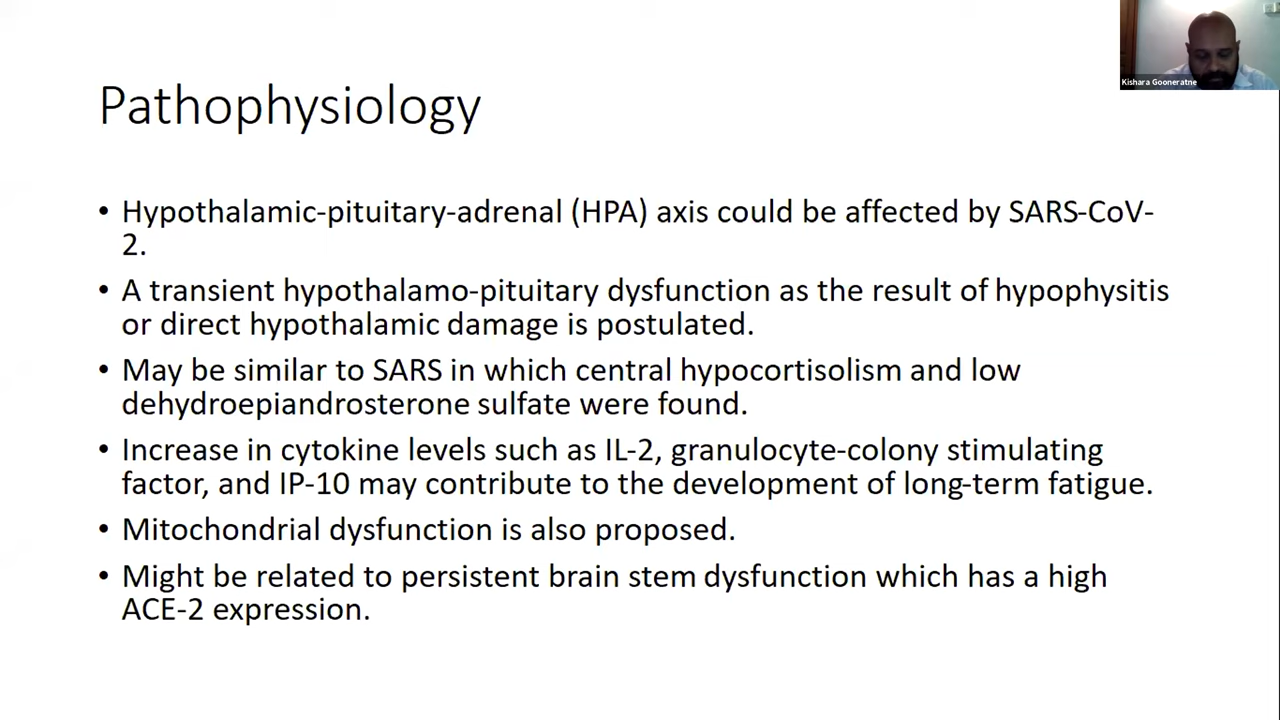 Kishara Gooneratne
Pathophysiology
• Hypothalamic-pituitary-adrenal (HPA) axis could be affected by SARS-CoV-
2.
• A transient hypothalamo-pituitary dysfunction as the result of hypophysitis
or direct hypothalamic damage is postulated.
• May be similar to SARS in which central hypocortisolism and low
dehydroepiandrosterone sulfate were found.
• Increase in cytokine levels such as IL-2, granulocyte-colony stimulating
factor, and IP-10 may contribute to the development of long-term fatigue.
• Mitochondrial dysfunction is also proposed.
• Might be related to persistent brain stem dysfunction which has a high
ACE-2 expression.